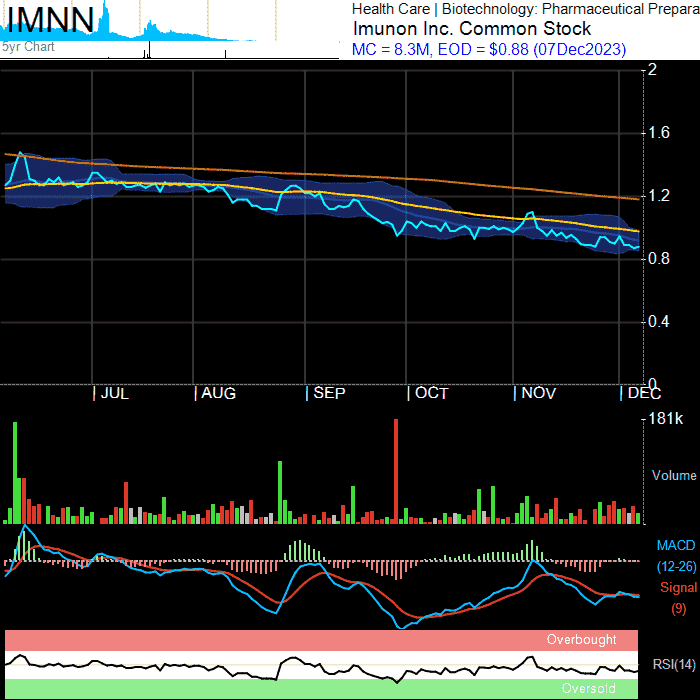 IMNN
5yr Chart
Health Care | Biotechnology: Pharmaceutical Prepara
Imunon Inc. Common Stock
MC = 8.3M, EOD = $0.88 (07Dec2023)
2
1.6
1.2
0.8
0.4
0
JUL AUG SEP OCT NOV DEC
181k
Volume
MACD
(12-26)
Signal
(9)
Overbought
RSI(14)
Oversold